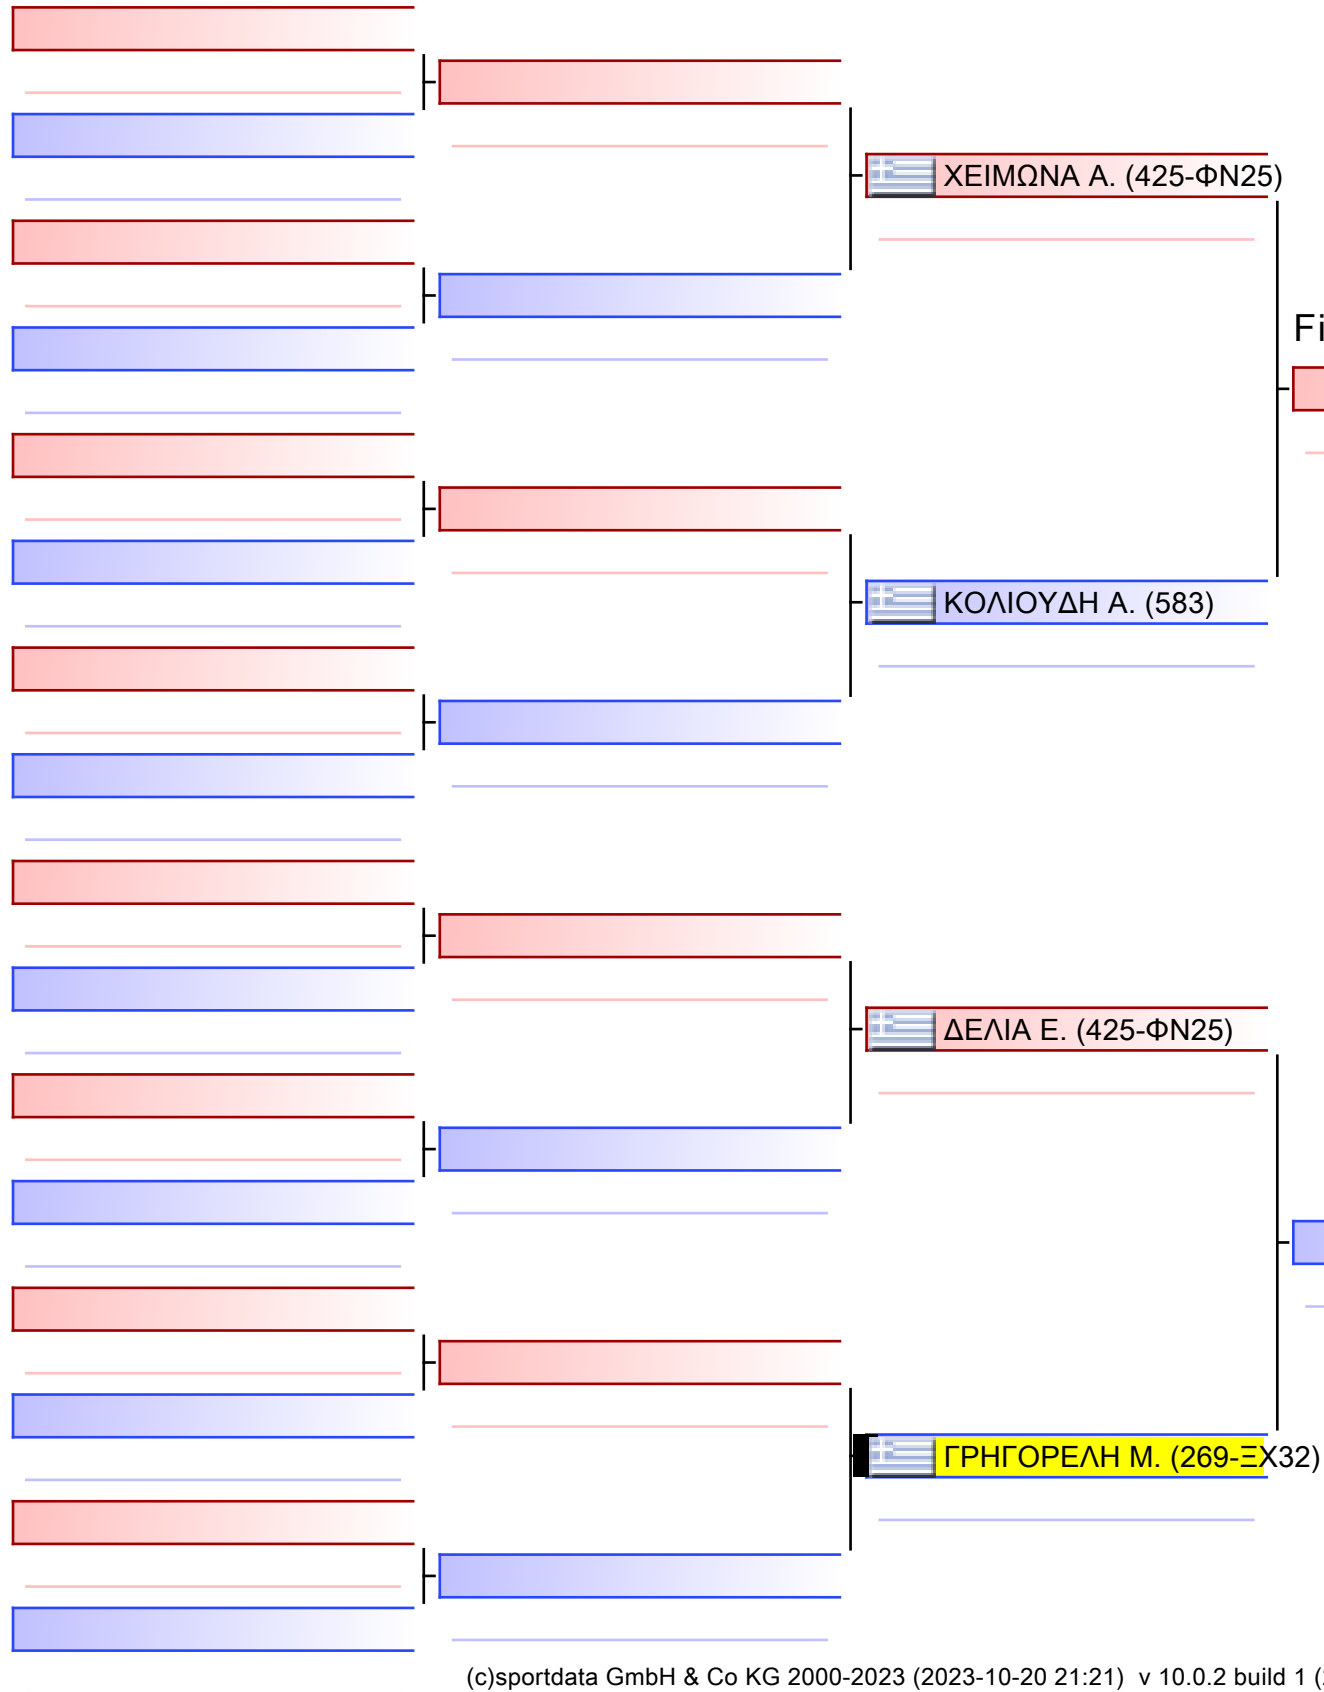 ΧΕΙΜΩΝΑ Α. (425-ΦΝ25)
Fi
ΚΟΛΙΟΥΔΗ Α. (583)
ΔΕΛΙΑ Ε. (425-ΦΝ25)
ΓΡΗΓΟΡΕΛΗ Μ. (269-ΞΧ32)
(c)sportdata GmbH & Co KG 2000-2023 (2023-10-20 21:21) v 10.0.2 build 1 (